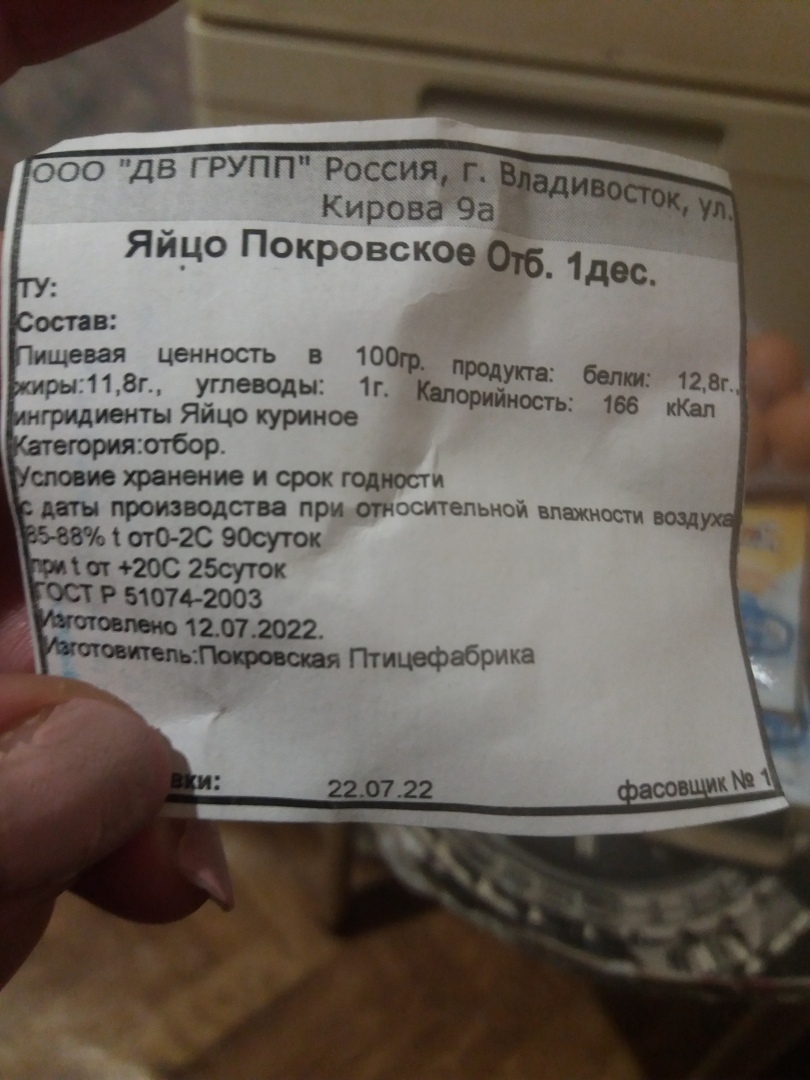 ООО "ДВ ГРУПП" Россия, г. Владивосток, ул.
Кирова 9а
Яйцо Покровское Отб. 1дес.
ТУ:
Состав:
Пищевая ценность в 100гр. продукта: белки: 12,8г.,
жиры:11,8г., углеводы: 1г. Калорийность: 166 кКал
ингридиенты Яйцо куриное
Категория:отбор.
Условие хранение и срок годности
с даты производства при относительной влажности воздуха
85-88% t от0-2С 90суток
при t от +20С 25суток
ГОСТ Р 51074-2003
Изготовлено 12.07.2022.
Изготовитель:Покровская Птицефабрика
вки: 22.07.22 фасовщик № 1